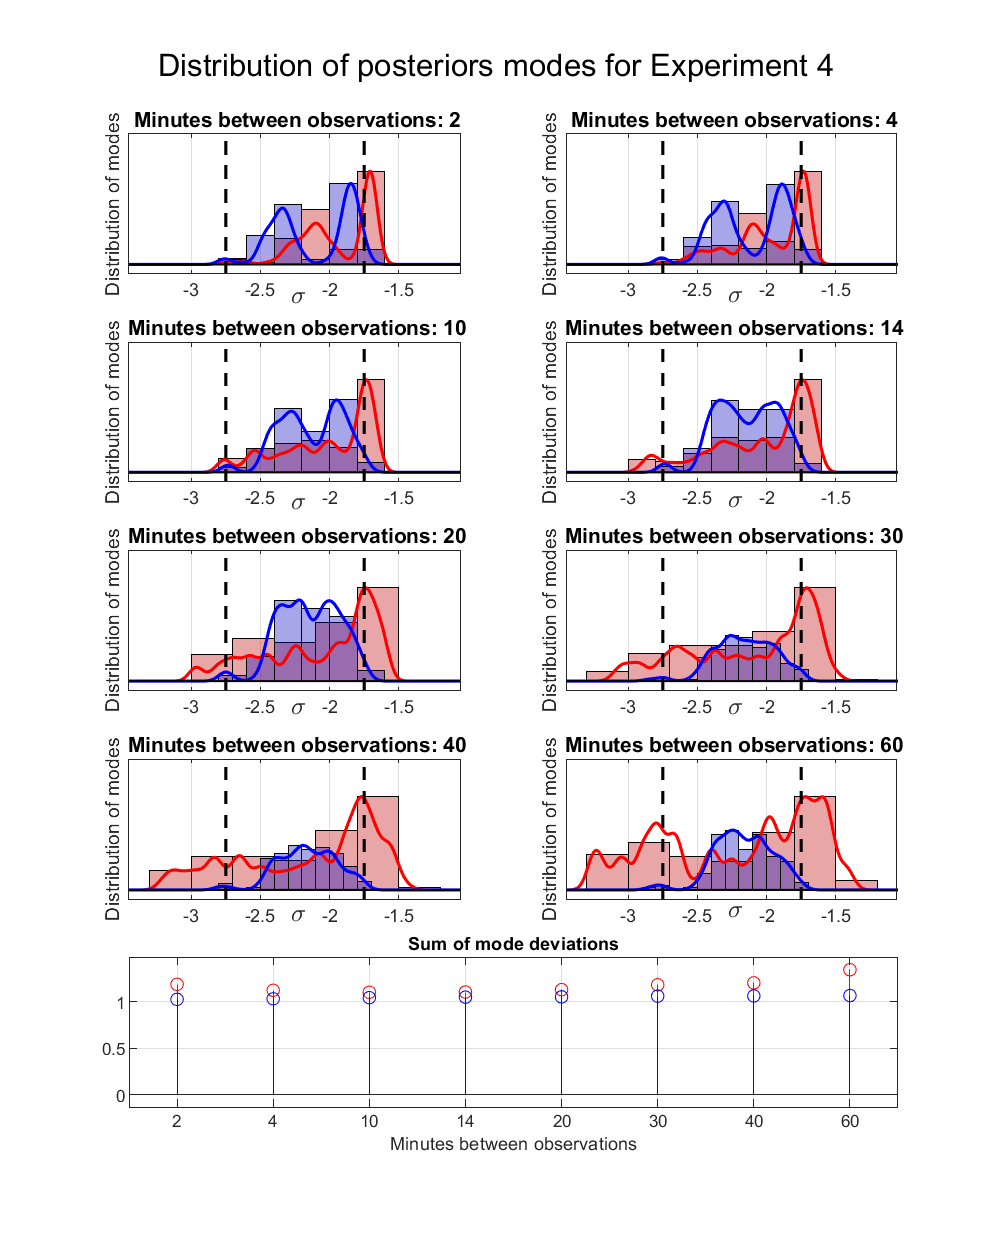 Distribution of posteriors modes for Experiment 4
Minutes between observations: 2
Distribution of modes
-3 -2.5 -2 -1.5
σ
Minutes between observations: 4
Distribution of modes
-3 -2.5 -2 -1.5
σ
Minutes between observations: 10
Distribution of modes
-3 -2.5 -2 -1.5
σ
Minutes between observations: 14
Distribution of modes
-3 -2.5 -2 -1.5
σ
Minutes between observations: 20
Distribution of modes
-3 -2.5 -2 -1.5
σ
Minutes between observations: 30
Distribution of modes
-3 -2.5 -2 -1.5
σ
Minutes between observations: 40
Distribution of modes
-3 -2.5 -2 -1.5
σ
Minutes between observations: 60
Distribution of modes
-3 -2.5 -2 -1.5
σ
Sum of mode deviations
1
0.5
0
2 4 10 14 20 30 40 60
Minutes between observations